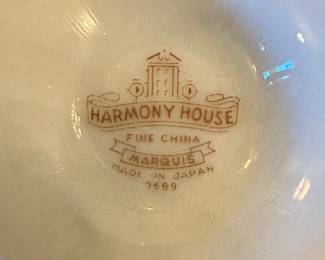 HARMONY HOUSE
FINE CHINA
MARQUIS
MADE IN JAPAN
3689